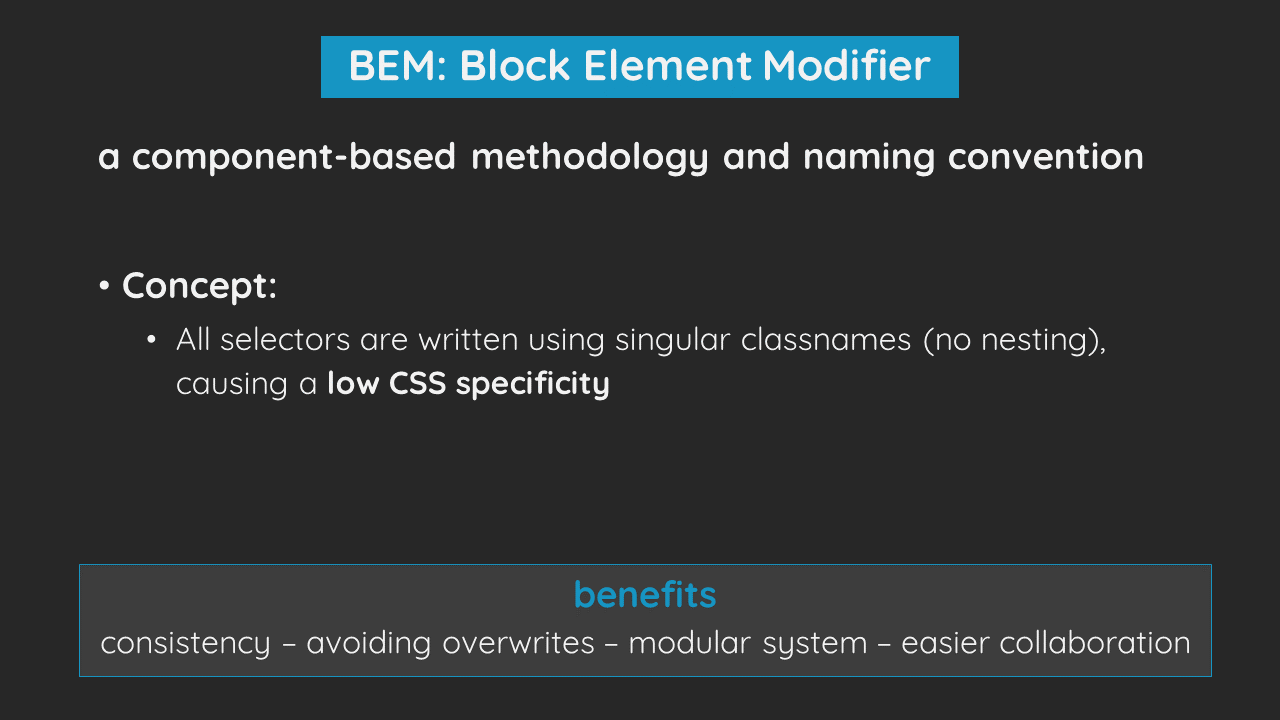 BEM: Block Element Modifier
a component-based methodology and naming convention
• Concept:
• All selectors are written using singular classnames (no nesting),
causing a low CSS specificity
benefits
consistency – avoiding overwrites – modular system – easier collaboration